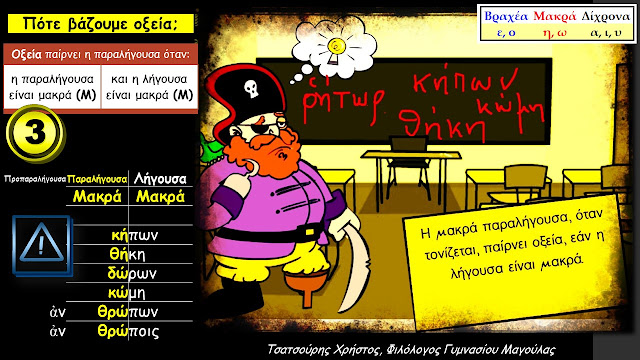 Πότε βάζουμε οξεία;
Οξεία παίρνει η παραλήγουσα όταν:
η παραλήγουσα είναι μακρά (Μ)
και η λήγουσα είναι μακρά (Μ)
3
Προπαραλήγουσα Παραλήγουσα Λήγουσα
Μακρά Μακρά
κήπων
θήκη
δώρων
κώμη
ἀν θρώπων
ἀν θρώποις
Βραχέα Μακρά Δίχρονα
ε, ο η, ω α, ι, υ
ε
ῥήτωρ
κήπων
κώμη
θήκη
Η μακρά παραλήγουσα, όταν
τονίζεται, παίρνει οξεία, εάν η
λήγουσα είναι μακρά
Τσατσούρης Χρήστος, Φιλόλογος Γυμνασίου Μαγούλας